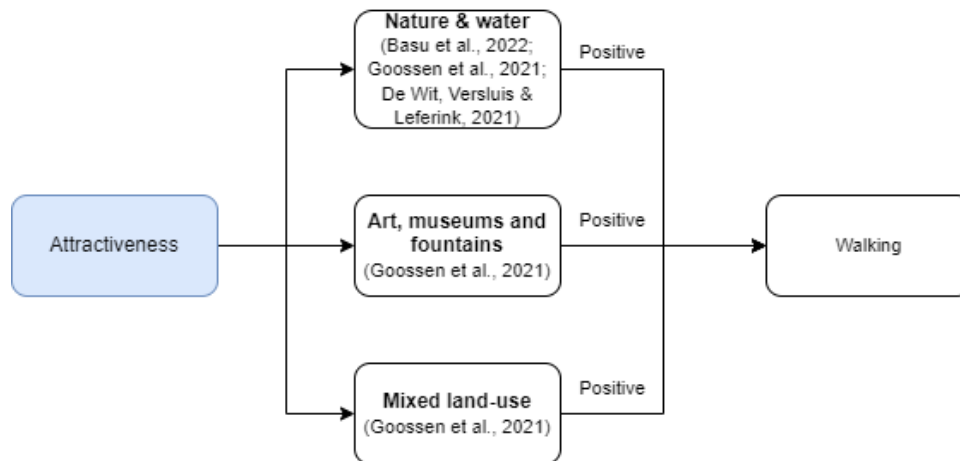 Nature & water
(Basu et al., 2022;
Goossen et al., 2021;
De Wit, Versluis &
Leferink, 2021)
Positive
Attractiveness
Art, museums and
fountains
(Goossen et al., 2021)
Positive
Walking
Mixed land-use
(Goossen et al., 2021)
Positive